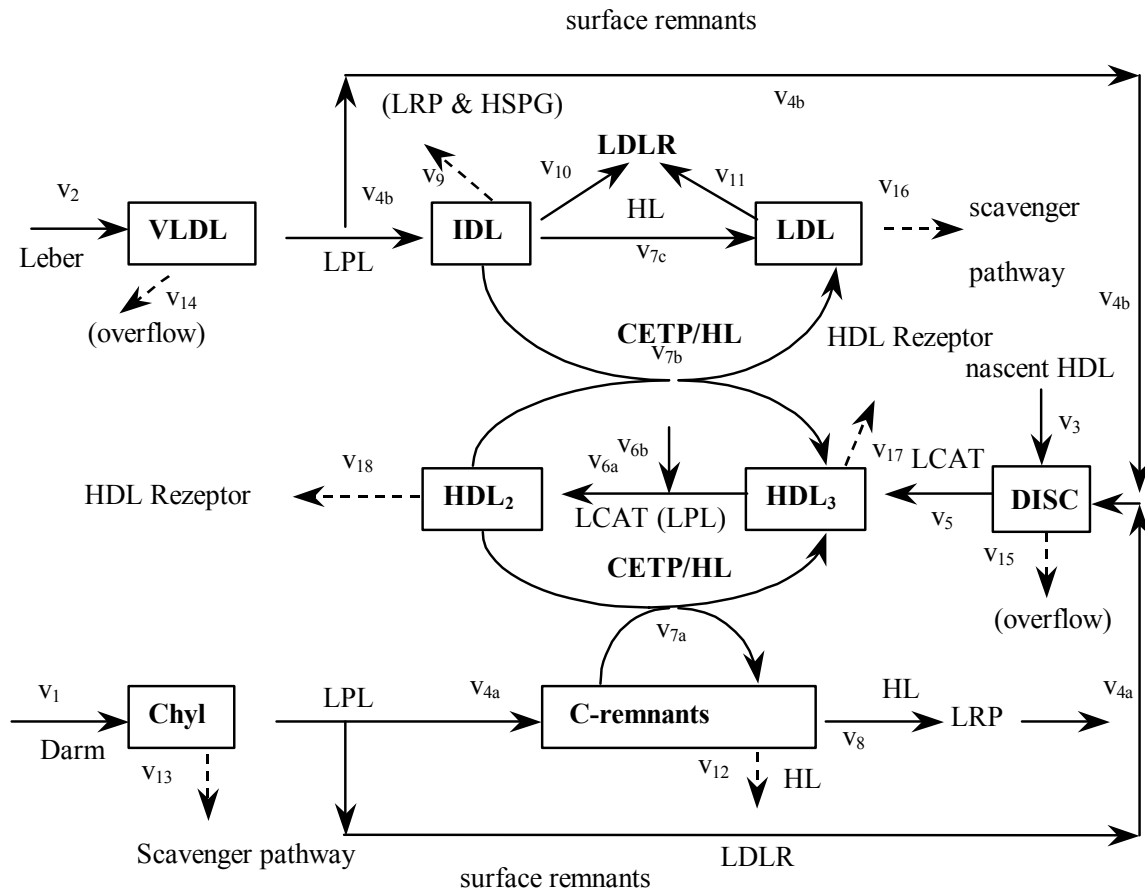 surface remnants
v4b
(LRP & HSPG)
LDLR
v9
v10
v11
v2
v4b
HL
v16
VLDL
IDL
LDL
scavenger
Leber
LPL
v7c
pathway
v14
(overflow)
v4b
CETP/HL
HDL Rezeptor
v7b
nascent HDL
v3
v6b
v18
v6a
v17
LCAT
HDL Rezeptor
HDL2
HDL3
DISC
LCAT (LPL)
v5
v15
CETP/HL
(overflow)
v7a
v1
LPL
v4a
HL
v4a
Chyl
C-remnants
LRP
Darm
v8
v13
v12
HL
Scavenger pathway
LDLR
surface remnants